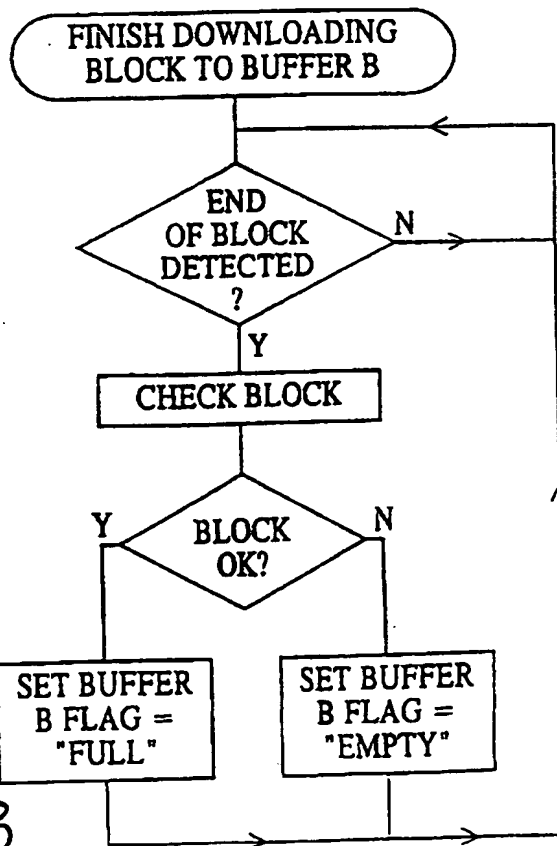 FINISH DOWNLOADING
BLOCK TO BUFFER B
END
OF BLOCK
DETECTED
?
N
Y
CHECK BLOCK
Y
BLOCK
OK?
N
SET BUFFER
B FLAG =
"FULL"
SET BUFFER
B FLAG =
"EMPTY"